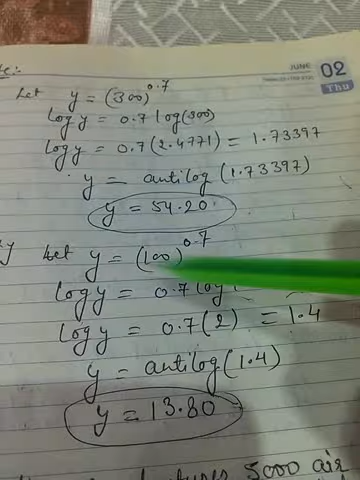 te:-
JUNE
02
Thu
Let y = (300)^0.7
log y = 0.7 log(300)
log y = 0.7(2.4771) = 1.73397
y = antilog (1.73397)
y = 54.20
y Let y = (100)^0.7
log y = 0.7 log
log y = 0.7(2) = 1.4
y = antilog(1.4)
y = 13.80
5000 air